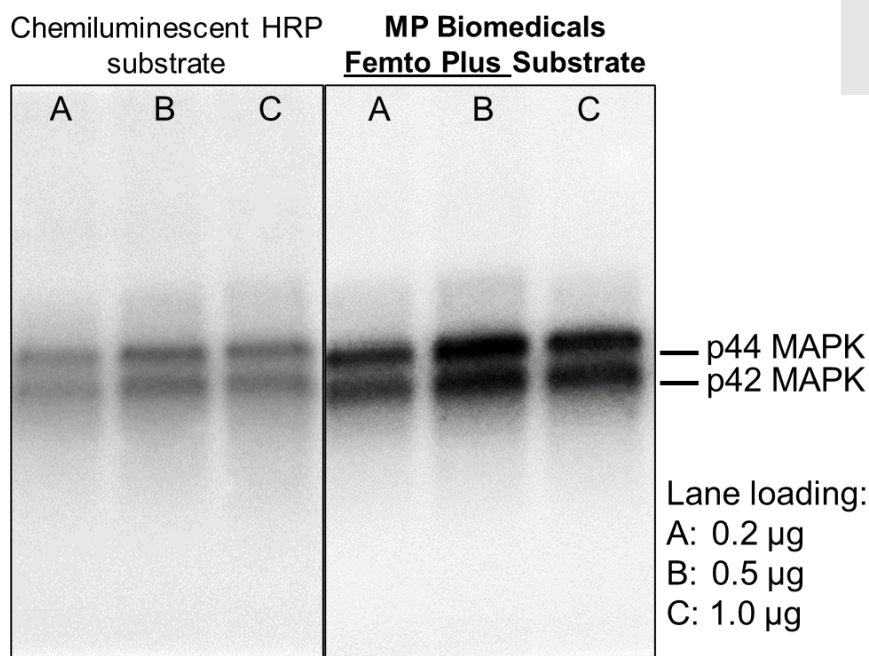 Chemiluminescent HRP
substrate
MP Biomedicals
Femto Plus Substrate
A B C
A B C
p44 MAPK
p42 MAPK
Lane loading:
A: 0.2 µg
B: 0.5 µg
C: 1.0 µg